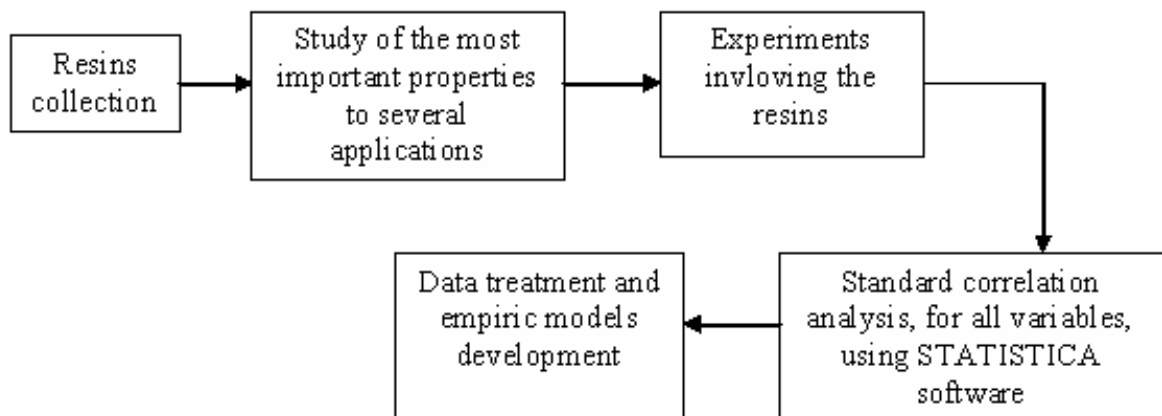 Resins
collection
Study of the most
important properties
to several
applications
Experiments
invloving the
resins
Standard correlation
analysis, for all variables,
using STATISTICA
software
Data treatment and
empiric models
development